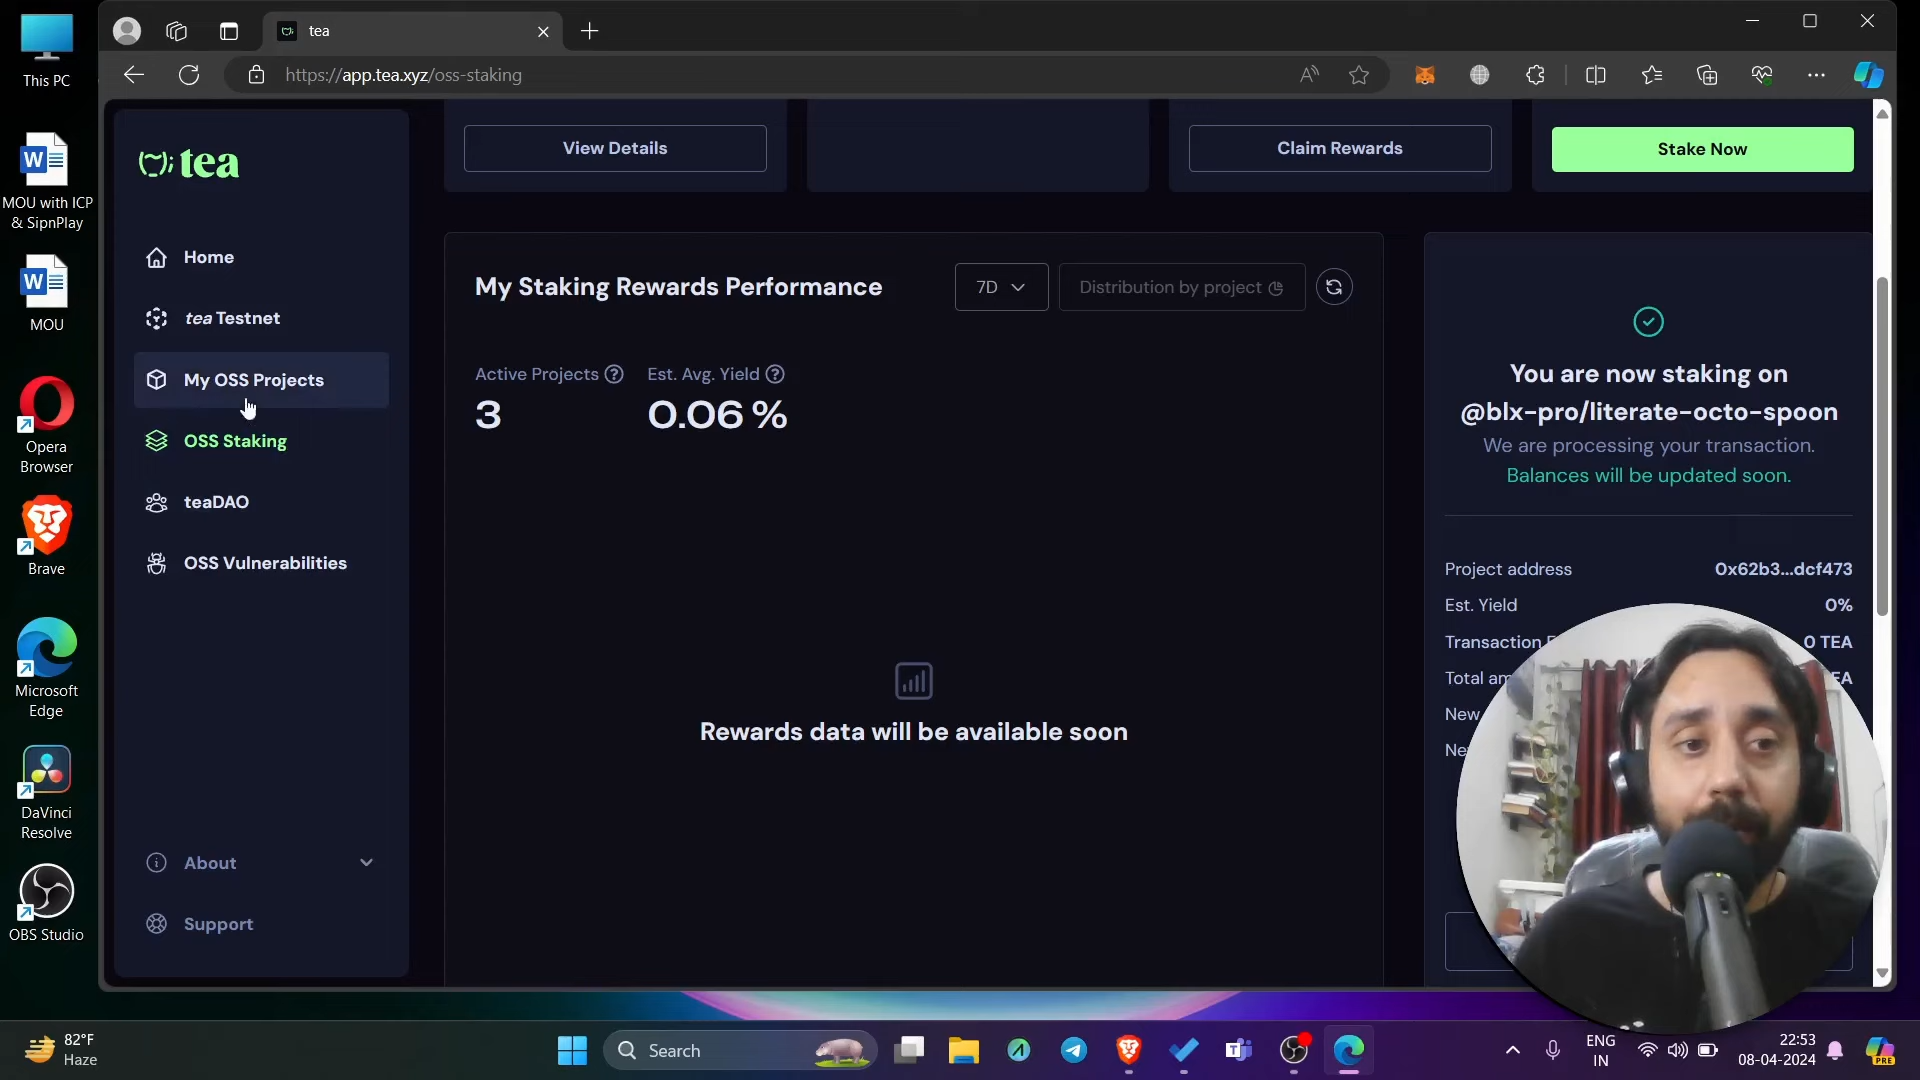 This PC
MOU with ICP
& SipnPlay
MOU
Opera
Browser
Brave
Microsoft
Edge
DaVinci
Resolve
OBS Studio
tea
https://app.tea.xyz/oss-staking
tea
Home
tea Testnet
My OSS Projects
OSS Staking
teaDAO
OSS Vulnerabilities
About
Support
View Details
Claim Rewards
Stake Now
My Staking Rewards Performance
7D
Distribution by project
Active Projects
3
Est. Avg. Yield
0.06 %
Rewards data will be available soon
You are now staking on
@blx-pro/literate-octo-spoon
We are processing your transaction.
Balances will be updated soon.
Project address 0x62b3...dcf473
Est. Yield 0%
Transaction 0 TEA
Total
New
82°F
Haze
Search
ENG
IN
22:53
08-04-2024
PRE